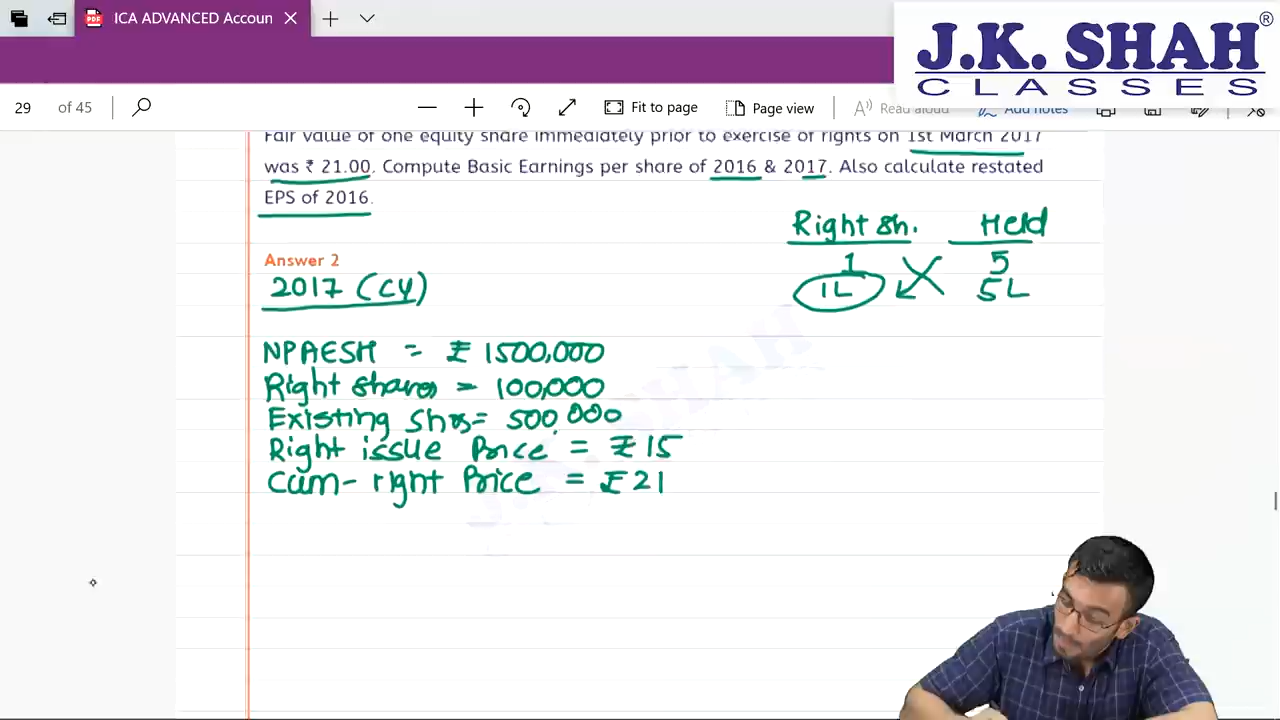 ICA ADVANCED Accoun
J.K. SHAH®
CLASSES
29 of 45
Fit to page
Page view
Read aloud
Add notes
Fair value of one equity share immediately prior to exercise of rights on 1st March 2017
was ₹ 21.00. Compute Basic Earnings per share of 2016 & 2017. Also calculate restated
EPS of 2016.
Right sh. Held
1 5
1L 5L
Answer 2
2017 (CY)
NPAESH = ₹ 1500,000
Right shares = 100,000
Existing Shrs = 500,000
Right issue Price = ₹15
Cum-right Price = ₹21
J.K. SHAH